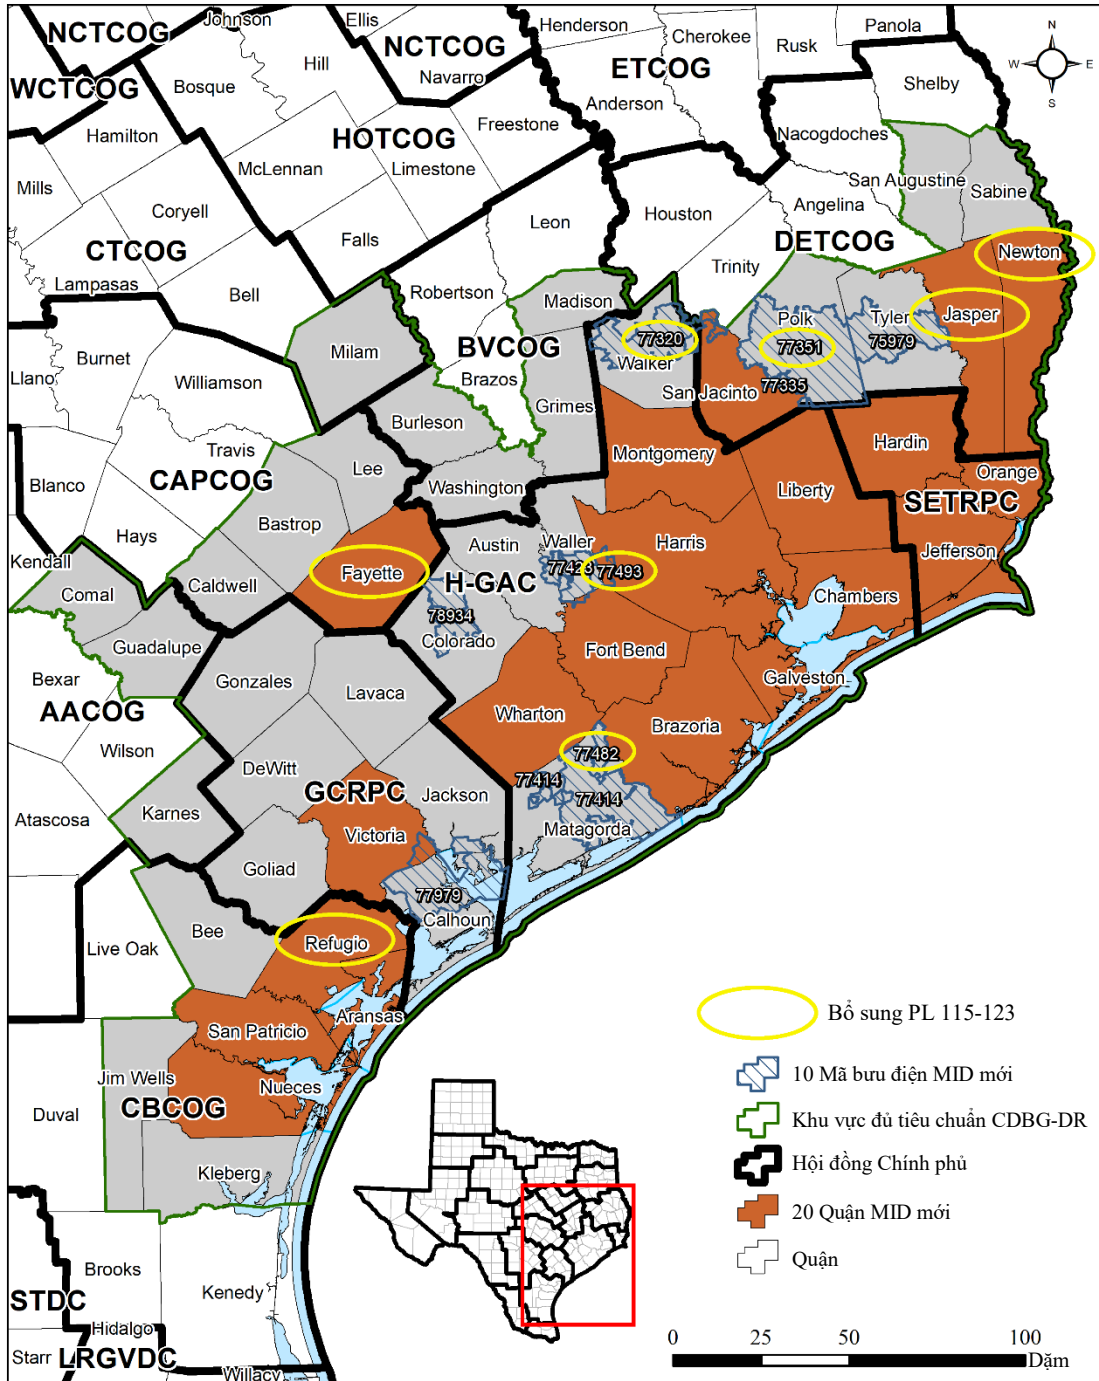 NCTCOG
Johnson
Ellis
NCTCOG
Navarro
Henderson
Cherokee
Rusk
Panola
N
W
E
S
WCTCOG
Bosque
Hill
ETCOG
Anderson
Shelby
Hamilton
HOTCOG
Freestone
Nacogdoches
McLennan
Limestone
Mills
Coryell
Leon
Houston
San Augustine
Sabine
Angelina
CTCOG
Falls
DETCOG
Newton
Lampasas
Bell
Robertson
Trinity
Madison
Polk
Tyler
Jasper
Milam
77320
77351
75979
Burnet
BVCOG
Walker
Llano
Williamson
Brazos
San Jacinto
77335
Grimes
Burleson
Travis
Montgomery
Hardin
Lee
Orange
Blanco
CAPCOG
Washington
Liberty
SETRPC
Bastrop
Hays
Austin
Waller
Harris
Jefferson
Kendall
Fayette
H-GAC
77423
77493
Comal
Caldwell
Chambers
78934
Colorado
Guadalupe
Fort Bend
Bexar
Gonzales
Lavaca
Galveston
AACOG
Wharton
Brazoria
Wilson
77482
DeWitt
77414
GCRPC
Jackson
77414
Karnes
Atascosa
Victoria
Matagorda
Goliad
77979
Calhoun
Bee
Live Oak
Refugio
Aransas
San Patricio
Jim Wells
Nueces
Duval
CBCOG
Kleberg
Brooks
Kenedy
STDC
Hidalgo
Starr
LRGVDC
Willacy
Bổ sung PL 115-123
10 Mã bưu điện MID mới
Khu vực đủ tiêu chuẩn CDBG-DR
Hội đồng Chính phủ
20 Quận MID mới
Quận
0
25
50
100
Dặm